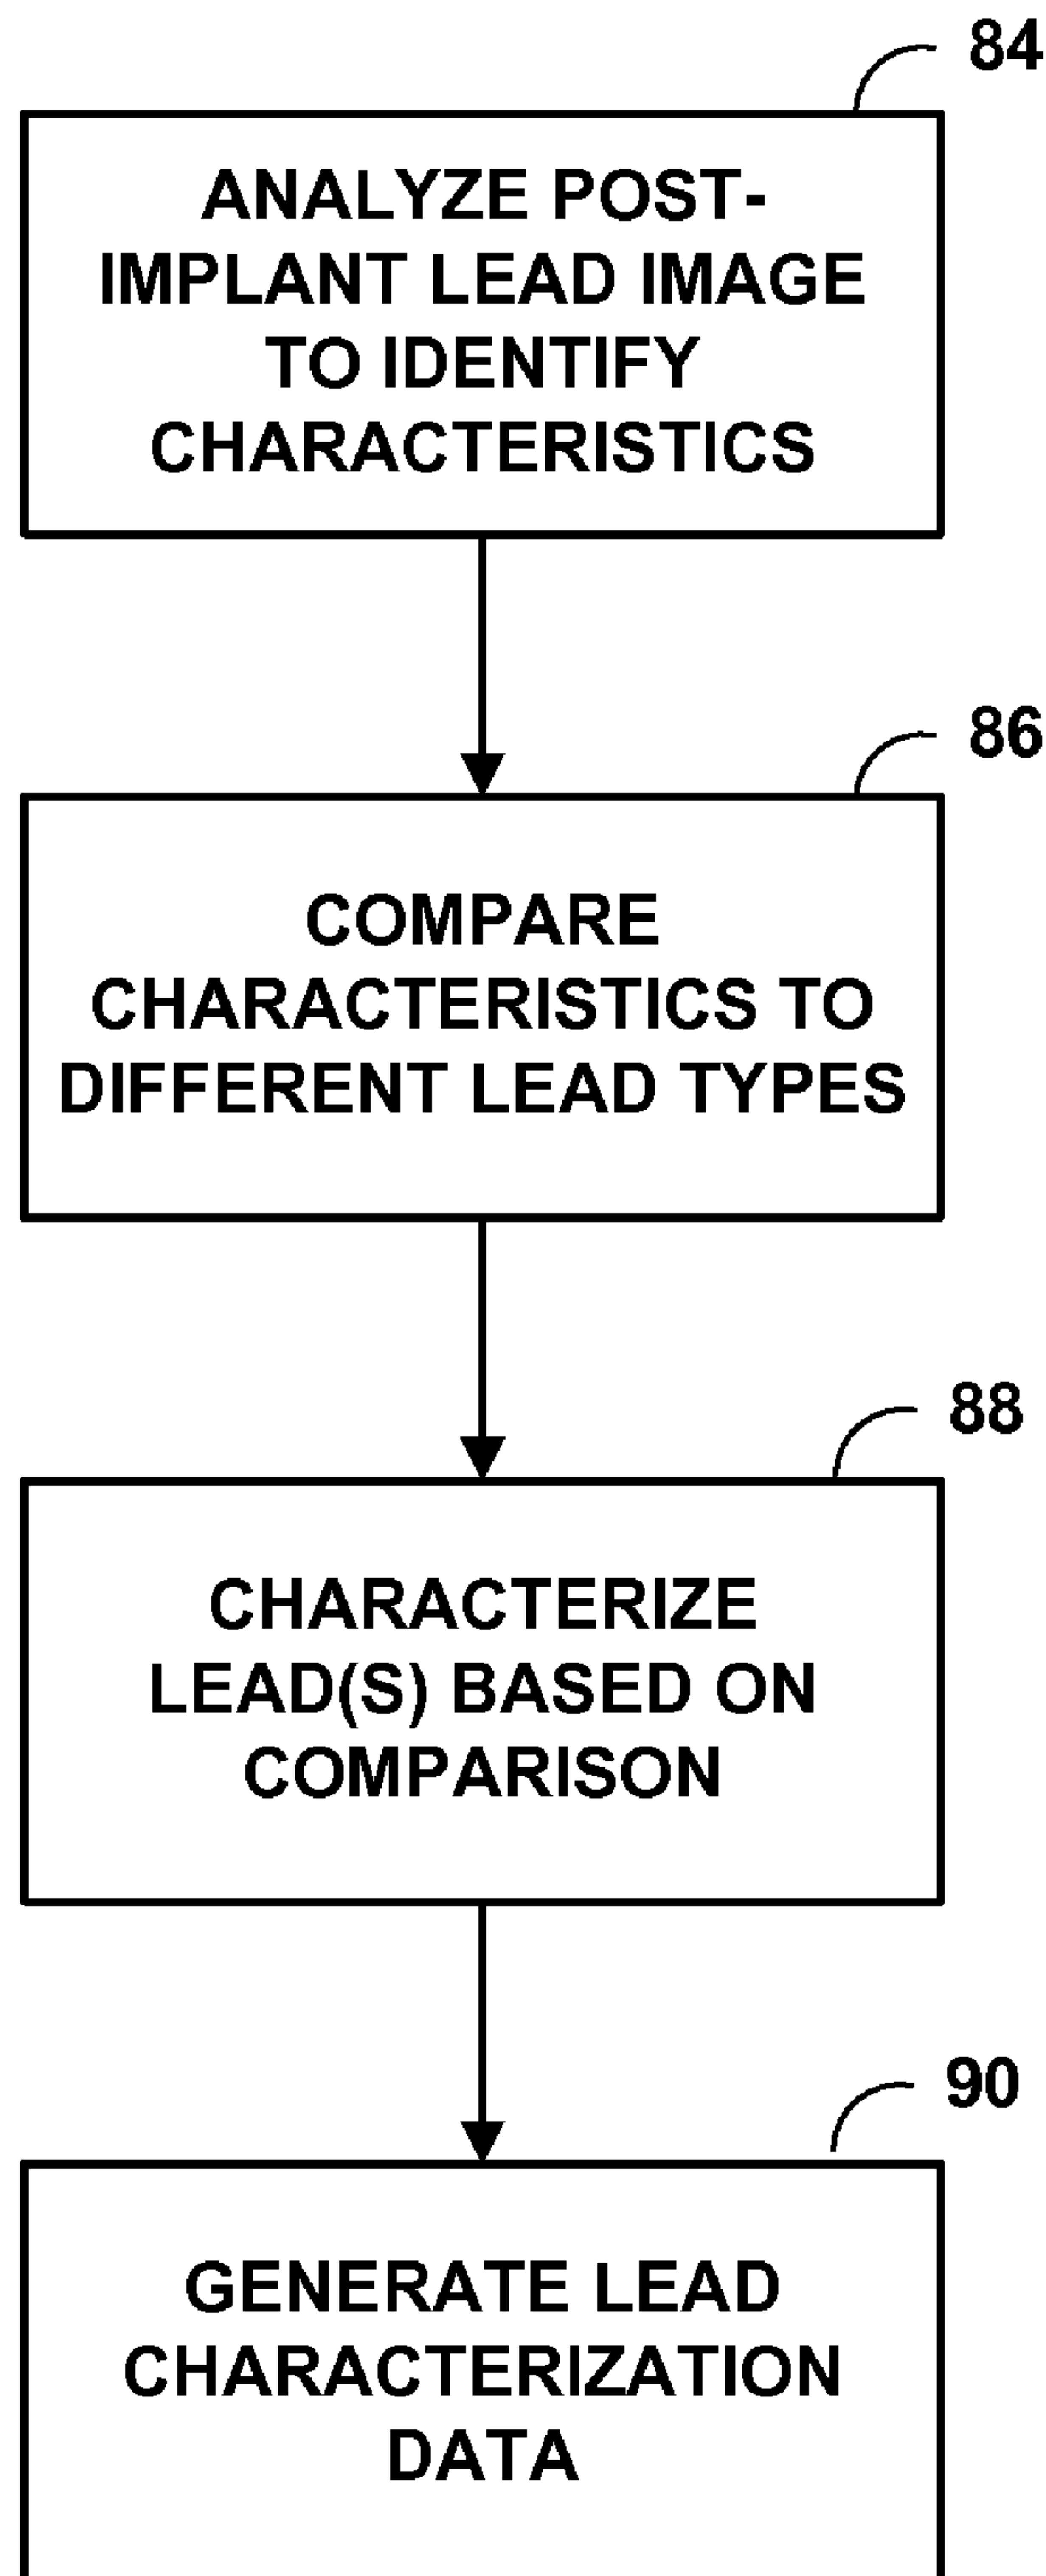 84
ANALYZE POST-
IMPLANT LEAD IMAGE
TO IDENTIFY
CHARACTERISTICS
86
COMPARE
CHARACTERISTICS TO
DIFFERENT LEAD TYPES
88
CHARACTERIZE
LEAD(S) BASED ON
COMPARISON
90
GENERATE LEAD
CHARACTERIZATION
DATA